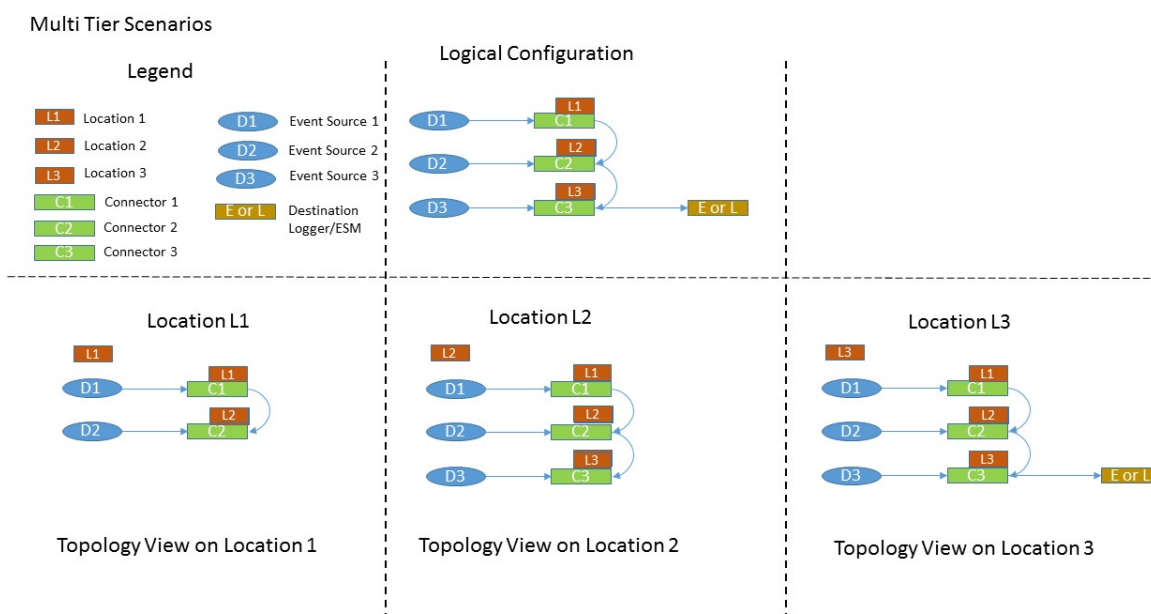 Multi Tier Scenarios
Legend
L1 Location 1
L2 Location 2
L3 Location 3
C1 Connector 1
C2 Connector 2
C3 Connector 3
D1 Event Source 1
D2 Event Source 2
D3 Event Source 3
E or L Destination
Logger/ESM
Logical Configuration
L1
D1 C1
L2
D2 C2
L3
D3 C3 E or L
Location L1
L1
L1
D1 C1
L2
D2 C2
Topology View on Location 1
Location L2
L2
L1
D1 C1
L2
D2 C2
L3
D3 C3
Topology View on Location 2
Location L3
L3
L1
D1 C1
L2
D2 C2
L3
D3 C3 E or L
Topology View on Location 3